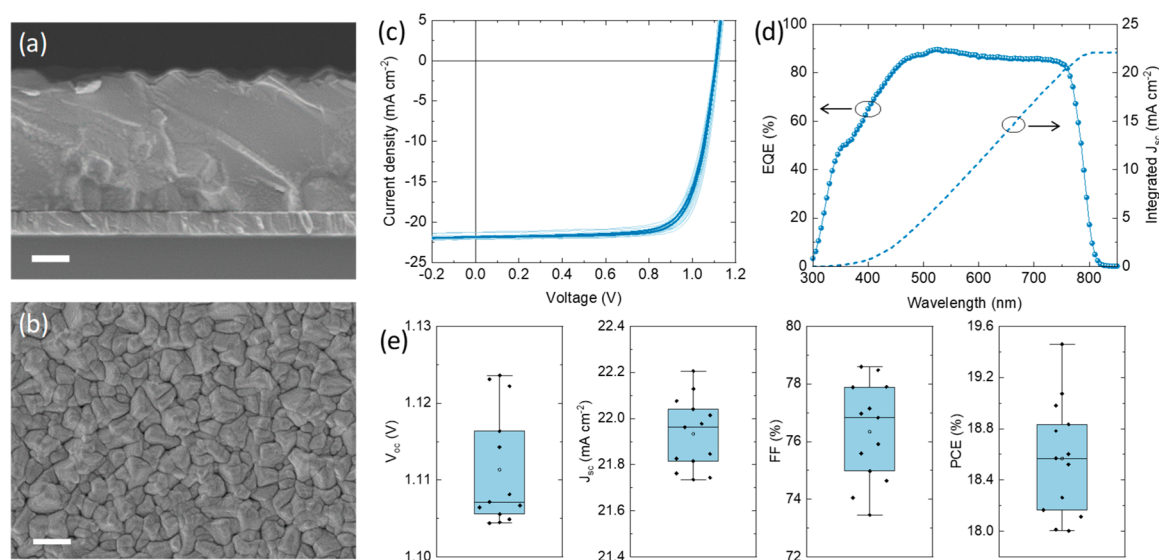 (a)
(b)
(c)
5
0
-5
-10
-15
-20
-25
Current density (mA cm⁻²)
-0.2 0.0 0.2 0.4 0.6 0.8 1.0 1.2
Voltage (V)
(d)
100
80
60
40
20
0
EQE (%)
25
20
15
10
5
0
Integrated Jsc (mA cm⁻²)
300 400 500 600 700 800
Wavelength (nm)
(e)
1.13
1.12
1.11
1.10
Voc (V)
22.4
22.2
22.0
21.8
21.6
21.4
Jsc (mA cm⁻²)
80
78
76
74
72
FF (%)
19.6
19.2
18.8
18.4
18.0
PCE (%)